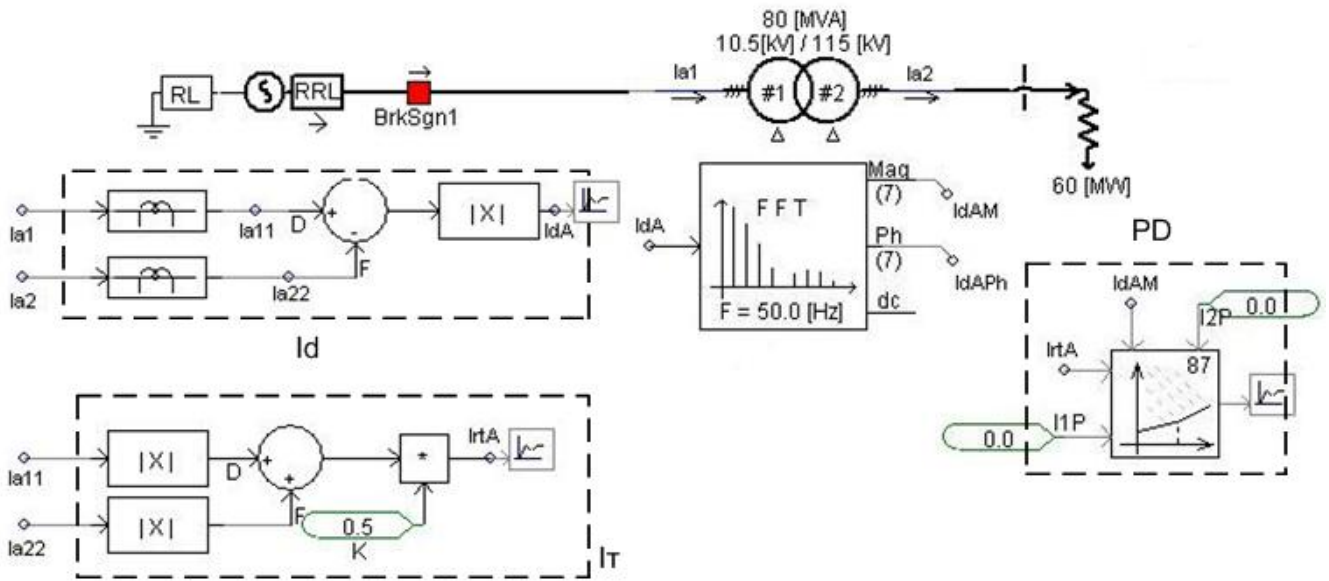 80 [MVA]
10.5[kV] / 115 [kV]
RL
RRL
BrkSgn1
Ia1
#1
#2
Ia2
Δ
Δ
60 [MW]
Ia1
Ia11
D
+
-
|X|
IdA
Ia2
Ia22
F
Id
IdA
F F T
F = 50.0 [Hz]
Mag
(7)
IdAM
Ph
(7)
IdAPh
dc
PD
IdAM
0.0
I2P
IrtA
87
I1P
0.0
Ia11
|X|
D
+
+
*
IrtA
Ia22
|X|
F
0.5
K
IT